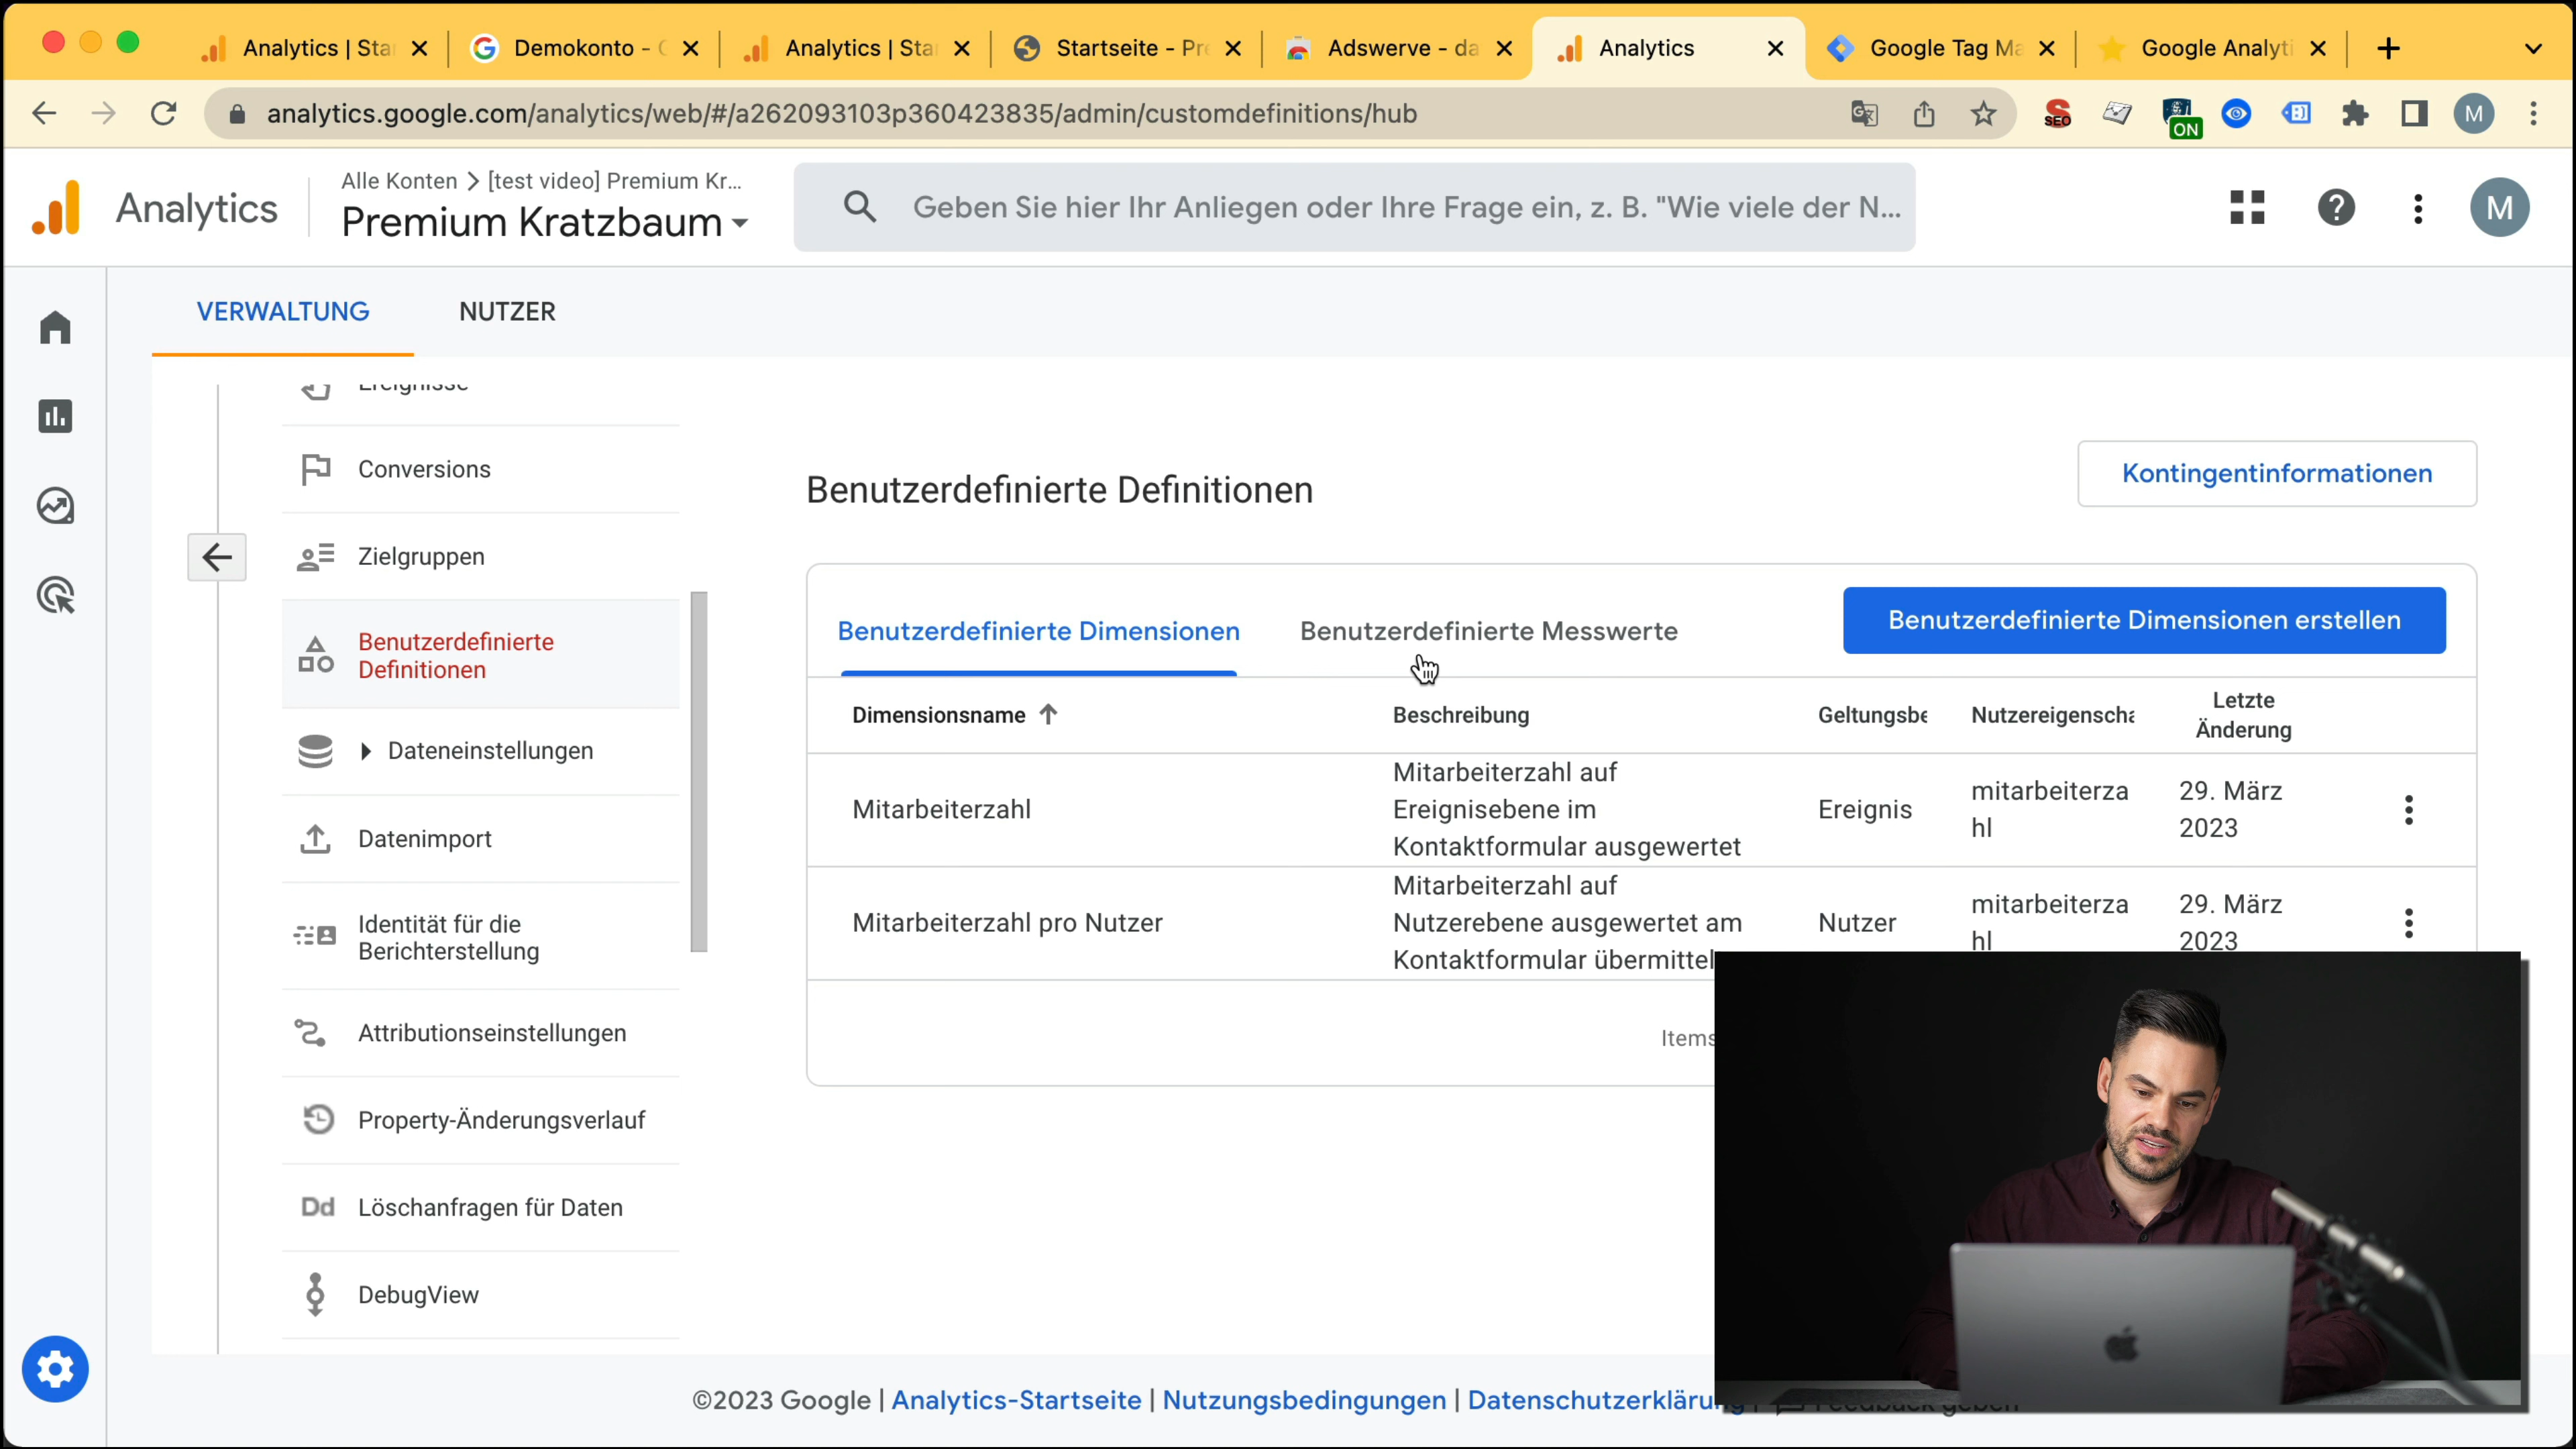 Analytics | Sta
Demokonto -
Analytics | Sta
Startseite - Pr
Adswerve - da
Analytics
Google Tag Ma
Google Analyti
analytics.google.com/analytics/web/#/a262093103p360423835/admin/customdefinitions/hub
SEO
ON
M
Analytics
Alle Konten > [test video] Premium Kr...
Premium Kratzbaum
Geben Sie hier Ihr Anliegen oder Ihre Frage ein, z. B. "Wie viele der N...
M
VERWALTUNG
NUTZER
Ereignisse
Conversions
Zielgruppen
Benutzerdefinierte
Definitionen
Dateneinstellungen
Datenimport
Identität für die
Berichterstellung
Attributionseinstellungen
Property-Änderungsverlauf
Dd Löschanfragen für Daten
DebugView
Benutzerdefinierte Definitionen
Kontingentinformationen
Benutzerdefinierte Dimensionen
Benutzerdefinierte Messwerte
Benutzerdefinierte Dimensionen erstellen
Dimensionsname
Beschreibung
Geltungsbe
Nutzereigenscha
Letzte
Änderung
Mitarbeiterzahl
Mitarbeiterzahl auf
Ereignisebene im
Kontaktformular ausgewertet
Ereignis
mitarbeiterza
hl
29. März
2023
Mitarbeiterzahl pro Nutzer
Mitarbeiterzahl auf
Nutzerebene ausgewertet am
Kontaktformular übermittel
Nutzer
mitarbeiterza
hl
29. März
2023
Items
©2023 Google | Analytics-Startseite | Nutzungsbedingungen | Datenschutzerkläru